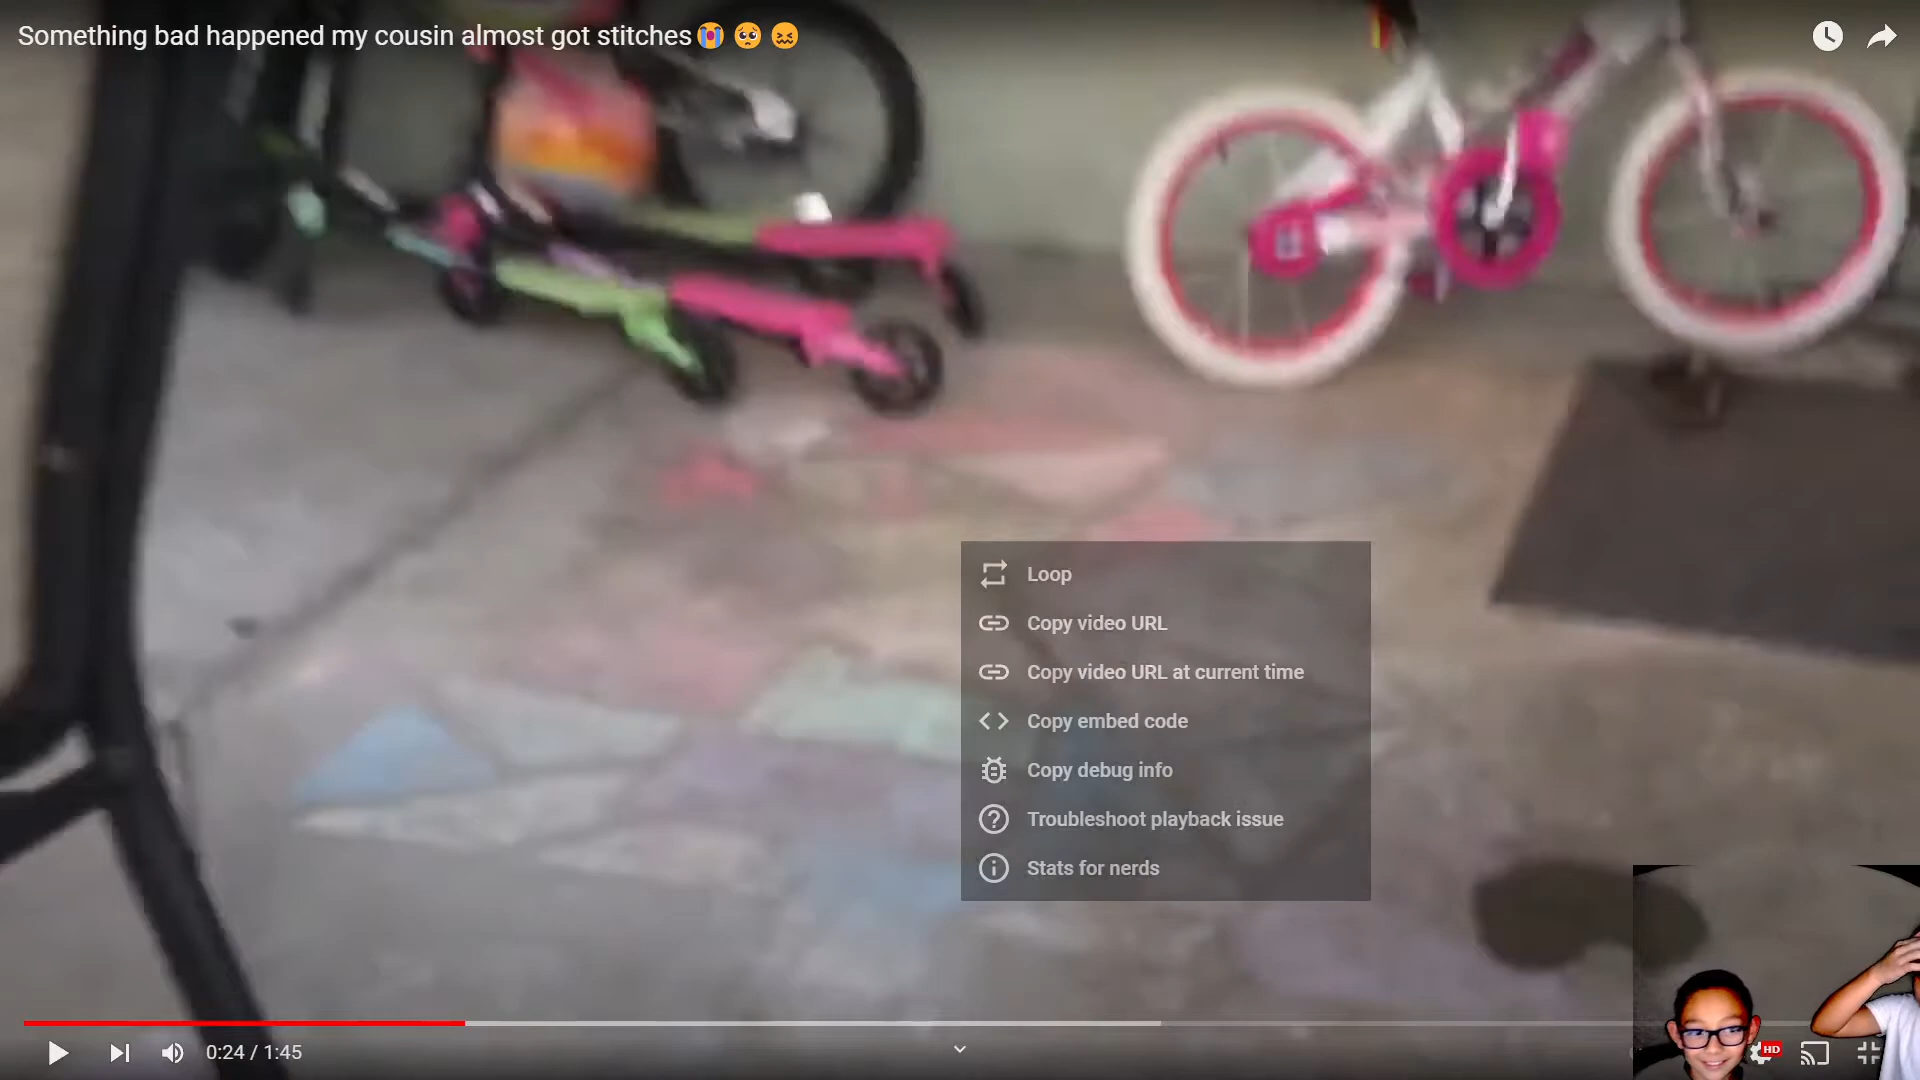 Something bad happened my cousin almost got stitches😭 🥺 😖
Loop
Copy video URL
Copy video URL at current time
Copy embed code
Copy debug info
Troubleshoot playback issue
Stats for nerds
0:24 / 1:45
HD